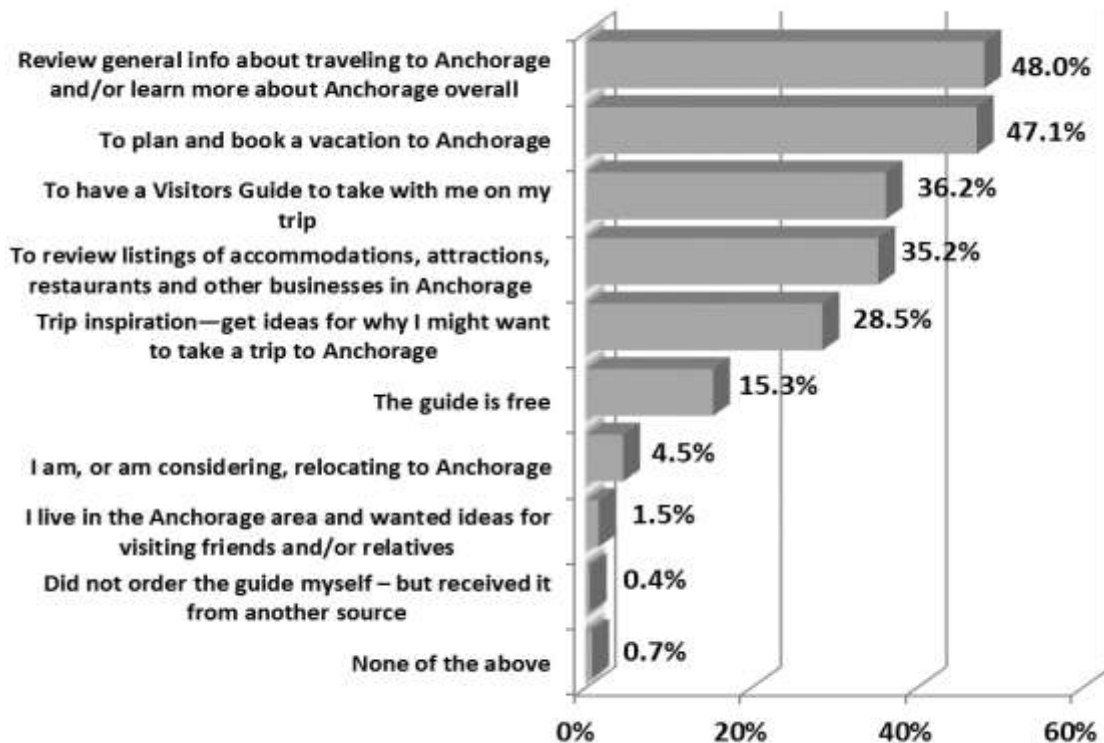 Review general info about traveling to Anchorage
and/or learn more about Anchorage overall
48.0%
To plan and book a vacation to Anchorage
47.1%
To have a Visitors Guide to take with me on my
trip
36.2%
To review listings of accommodations, attractions,
restaurants and other businesses in Anchorage
35.2%
Trip inspiration—get ideas for why I might want
to take a trip to Anchorage
28.5%
The guide is free
15.3%
I am, or am considering, relocating to Anchorage
4.5%
I live in the Anchorage area and wanted ideas for
visiting friends and/or relatives
1.5%
Did not order the guide myself – but received it
from another source
0.4%
None of the above
0.7%
0% 20% 40% 60%